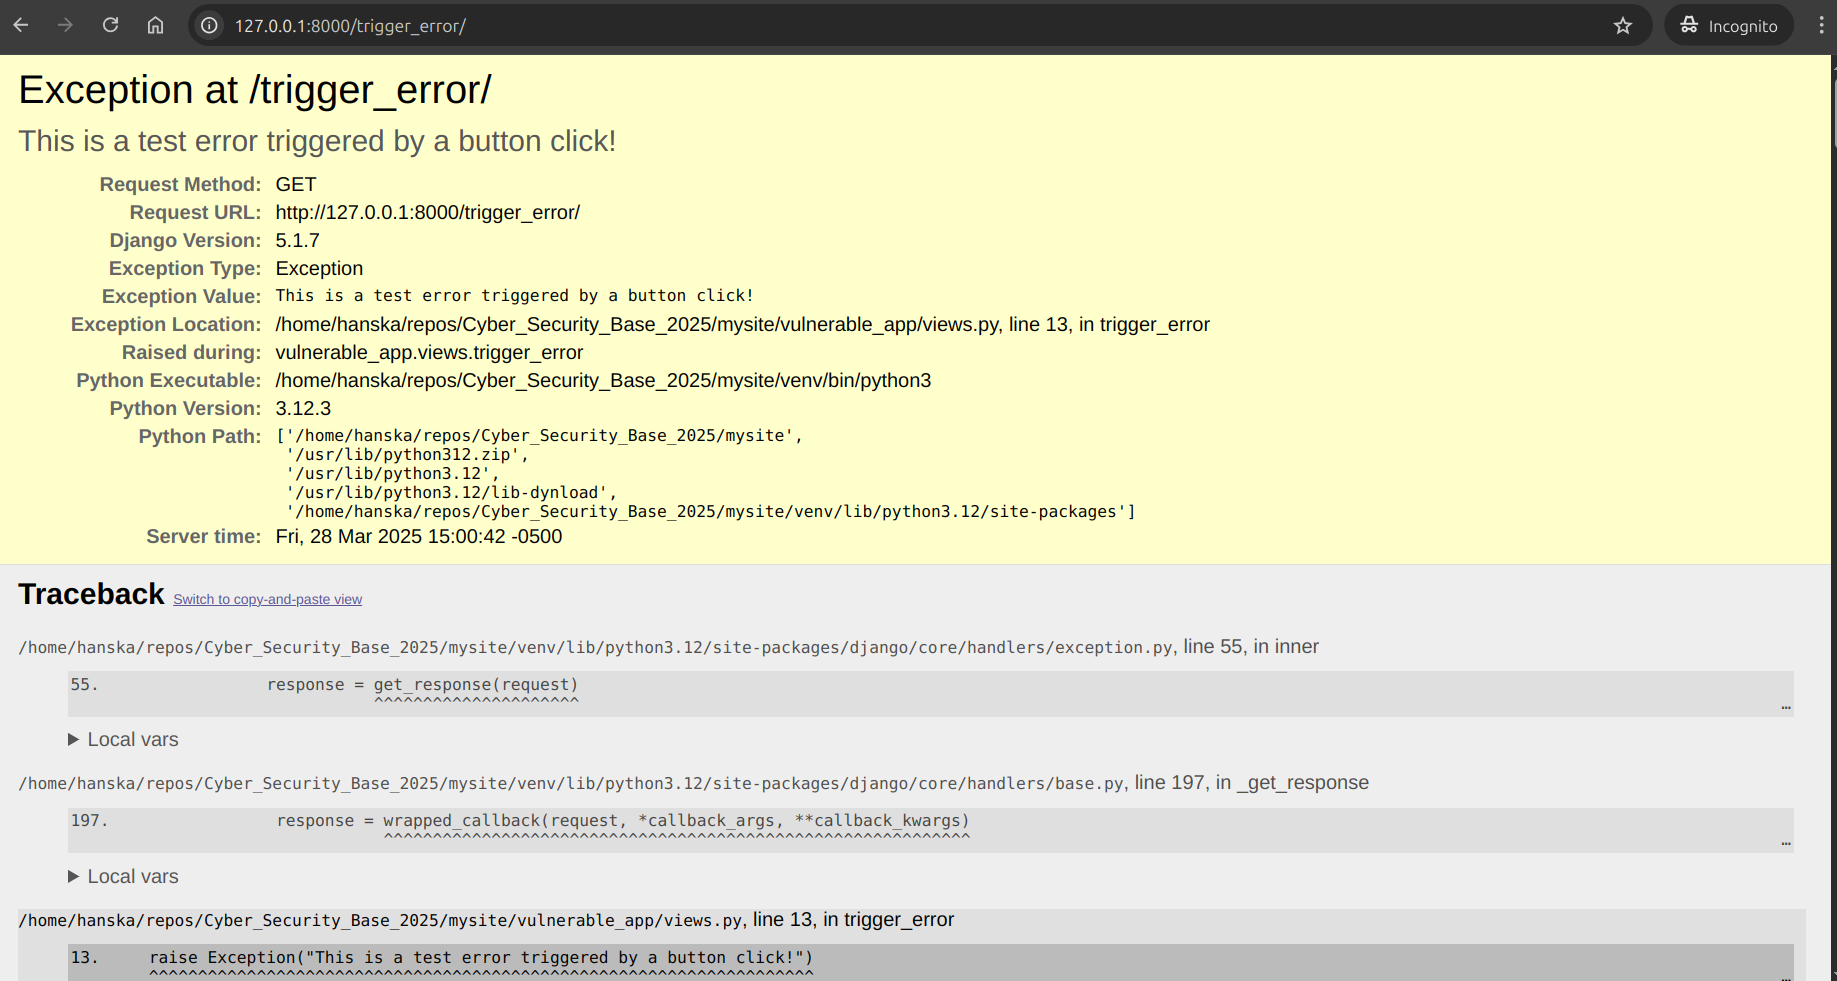 127.0.0.1:8000/trigger_error/
Incognito
Exception at /trigger_error/
This is a test error triggered by a button click!
Request Method: GET
Request URL: http://127.0.0.1:8000/trigger_error/
Django Version: 5.1.7
Exception Type: Exception
Exception Value: This is a test error triggered by a button click!
Exception Location: /home/hanska/repos/Cyber_Security_Base_2025/mysite/vulnerable_app/views.py, line 13, in trigger_error
Raised during: vulnerable_app.views.trigger_error
Python Executable: /home/hanska/repos/Cyber_Security_Base_2025/mysite/venv/bin/python3
Python Version: 3.12.3
Python Path: ['/home/hanska/repos/Cyber_Security_Base_2025/mysite',
'/usr/lib/python312.zip',
'/usr/lib/python3.12',
'/usr/lib/python3.12/lib-dynload',
'/home/hanska/repos/Cyber_Security_Base_2025/mysite/venv/lib/python3.12/site-packages']
Server time: Fri, 28 Mar 2025 15:00:42 -0500
Traceback Switch to copy-and-paste view
/home/hanska/repos/Cyber_Security_Base_2025/mysite/venv/lib/python3.12/site-packages/django/core/handlers/exception.py, line 55, in inner
55. response = get_response(request)
^^^^^^^^^^^^^^^^^^^^^ …
Local vars
/home/hanska/repos/Cyber_Security_Base_2025/mysite/venv/lib/python3.12/site-packages/django/core/handlers/base.py, line 197, in _get_response
197. response = wrapped_callback(request, *callback_args, **callback_kwargs)
^^^^^^^^^^^^^^^^^^^^^^^^^^^^^^^^^^^^^^^^^^^^^^^^^^^^^^^^^^^^ …
Local vars
/home/hanska/repos/Cyber_Security_Base_2025/mysite/vulnerable_app/views.py, line 13, in trigger_error
13. raise Exception("This is a test error triggered by a button click!")
^^^^^^^^^^^^^^^^^^^^^^^^^^^^^^^^^^^^^^^^^^^^^^^^^^^^^^^^^^^^^^^^^^^^ …